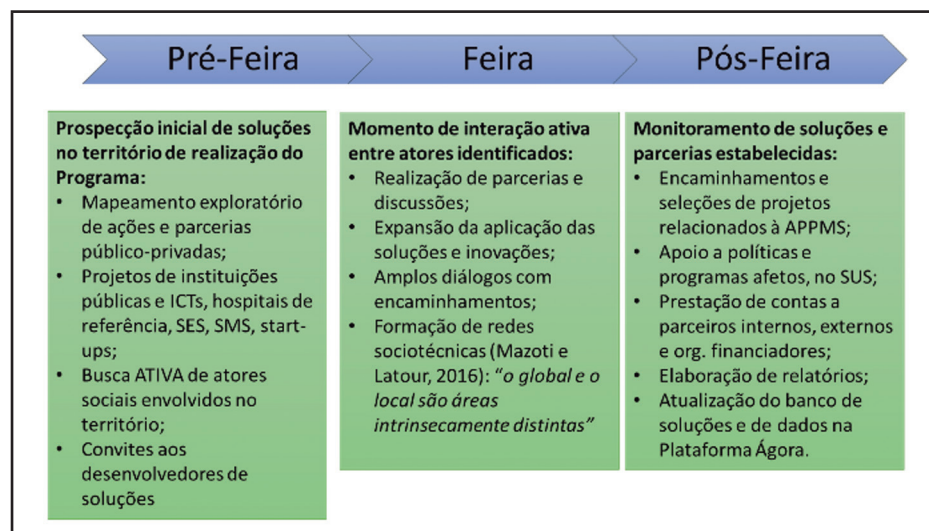 Pré-Feira
Feira
Pós-Feira
Prospecção inicial de soluções
no território de realização do
Programa:
• Mapeamento exploratório
de ações e parcerias
público-privadas;
• Projetos de instituições
públicas e ICTs, hospitais de
referência, SES, SMS, start-
ups;
• Busca ATIVA de atores
sociais envolvidos no
território;
• Convites aos
desenvolvedores de
soluções
Momento de interação ativa
entre atores identificados:
• Realização de parcerias e
discussões;
• Expansão da aplicação das
soluções e inovações;
• Amplos diálogos com
encaminhamentos;
• Formação de redes
sociotécnicas (Mazoti e
Latour, 2016): “o global e o
local são áreas
intrinsecamente distintas”
Monitoramento de soluções e
parcerias estabelecidas:
• Encaminhamentos e
seleções de projetos
relacionados à APPMS;
• Apoio a políticas e
programas afetos, no SUS;
• Prestação de contas a
parceiros internos, externos
e org. financiadores;
• Elaboração de relatórios;
• Atualização do banco de
soluções e de dados na
Plataforma Ágora.